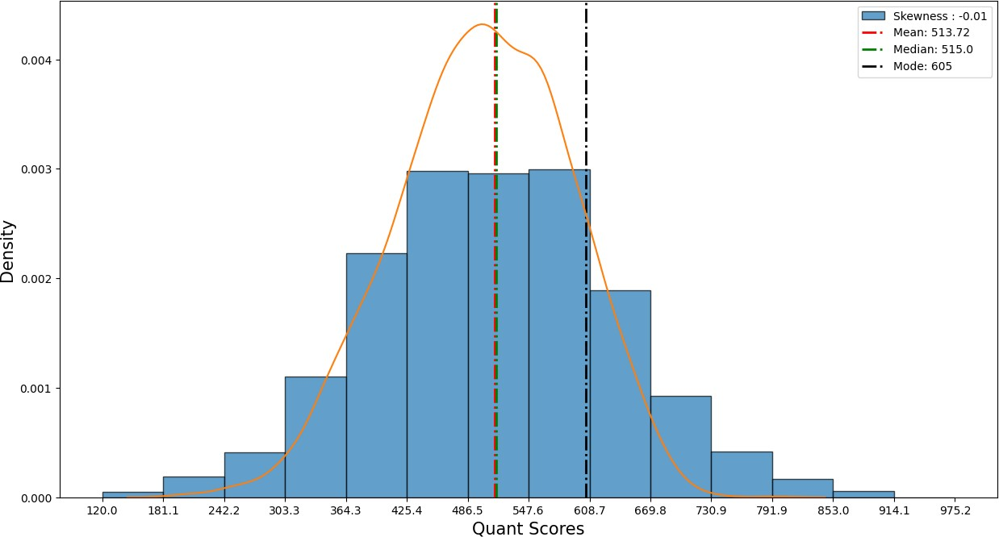 Skewness : -0.01
Mean: 513.72
Median: 515.0
Mode: 605
Density
0.004
0.003
0.002
0.001
0.000
120.0 181.1 242.2 303.3 364.3 425.4 486.5 547.6 608.7 669.8 730.9 791.9 853.0 914.1 975.2
Quant Scores